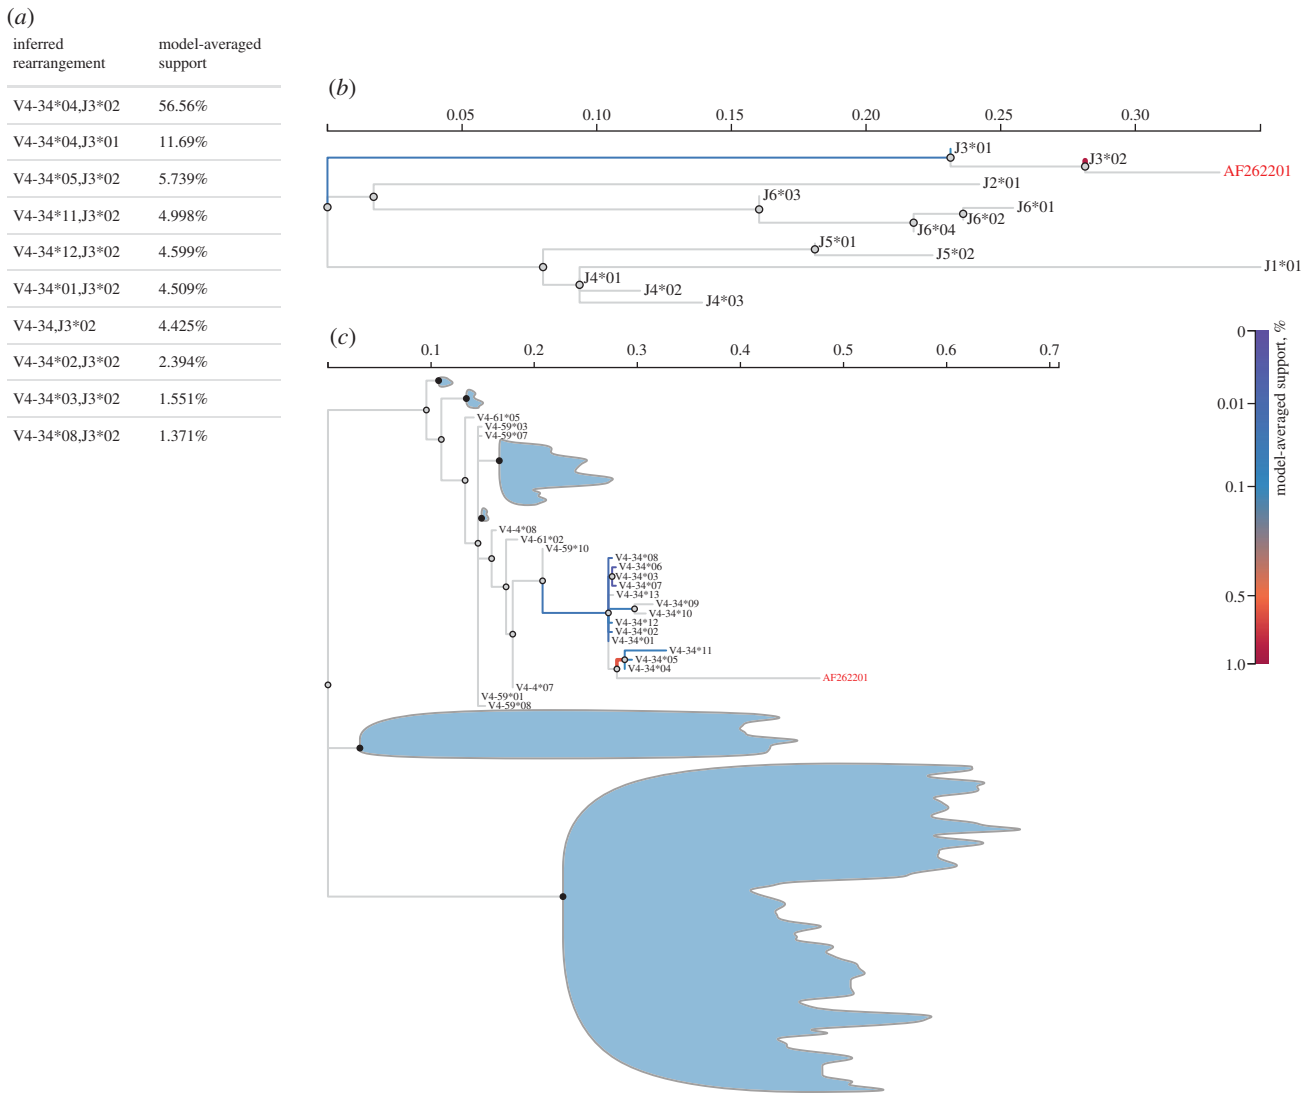 (a)
inferred rearrangement model-averaged support
V4-34*04,J3*02 56.56%
V4-34*04,J3*01 11.69%
V4-34*05,J3*02 5.739%
V4-34*11,J3*02 4.998%
V4-34*12,J3*02 4.599%
V4-34*01,J3*02 4.509%
V4-34,J3*02 4.425%
V4-34*02,J3*02 2.394%
V4-34*03,J3*02 1.551%
V4-34*08,J3*02 1.371%
(b)
0.05 0.10 0.15 0.20 0.25 0.30
J3*01
J3*02
AF262201
J2*01
J6*03
J6*01
J6*02
J6*04
J5*01
J5*02
J1*01
J4*01
J4*02
J4*03
(c)
0.1 0.2 0.3 0.4 0.5 0.6 0.7
V4-61*05
V4-59*03
V4-59*07
V4-4*08
V4-61*02
V4-59*10
V4-34*08
V4-34*06
V4-34*03
V4-34*07
V4-34*13
V4-34*09
V4-34*10
V4-34*12
V4-34*02
V4-34*01
V4-34*11
V4-34*05
V4-34*04
AF262201
V4-4*07
V4-59*01
V4-59*08
0
0.01
0.1
0.5
1.0
model-averaged support, %